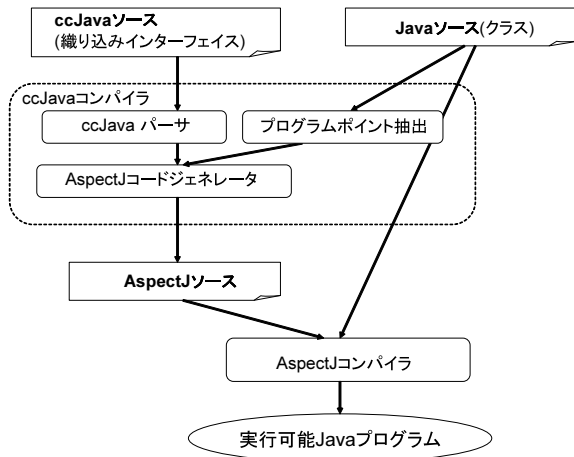 ccJavaソース
(織り込みインターフェイス)
Javaソース(クラス)
ccJavaコンパイラ
ccJava パーサ
プログラムポイント抽出
AspectJコードジェネレータ
AspectJソース
AspectJコンパイラ
実行可能Javaプログラム